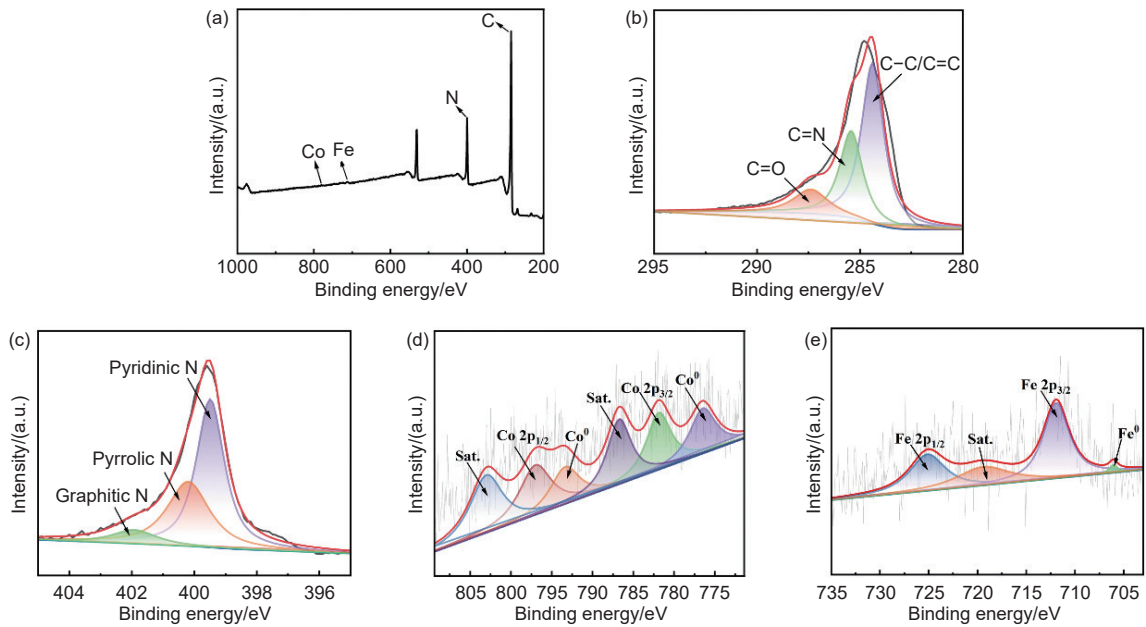 (a)
C
N
Co
Fe
Intensity/(a.u.)
1000 800 600 400 200
Binding energy/eV
(b)
C−C/C=C
C=N
C=O
Intensity/(a.u.)
295 290 285 280
Binding energy/eV
(c)
Pyridinic N
Pyrrolic N
Graphitic N
Intensity/(a.u.)
404 402 400 398 396
Binding energy/eV
(d)
Co⁰
Co 2p₃/₂
Sat.
Co 2p₁/₂
Co⁰
Sat.
Intensity/(a.u.)
805 800 795 790 785 780 775
Binding energy/eV
(e)
Fe 2p₃/₂
Fe 2p₁/₂
Sat.
Fe⁰
Intensity/(a.u.)
735 730 725 720 715 710 705
Binding energy/eV